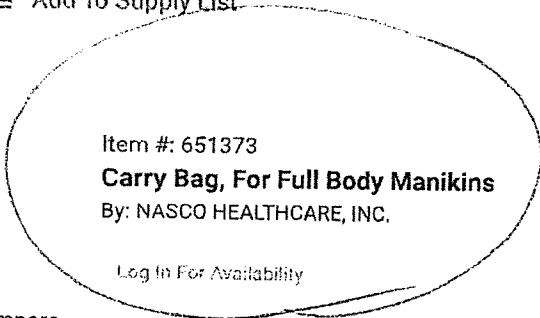 Add To Supply List
Item #: 651373
Carry Bag, For Full Body Manikins
By: NASCO HEALTHCARE, INC.
Log In For Availability